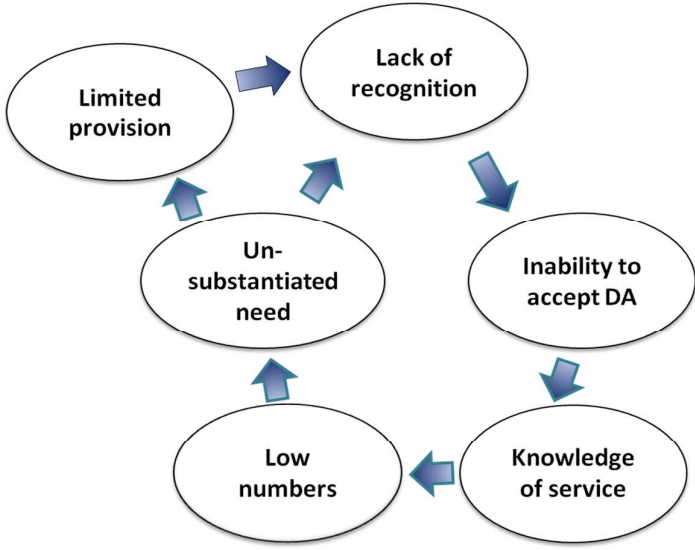 Lack of
recognition
Limited
provision
Un-
substantiated
need
Inability to
accept DA
Low
numbers
Knowledge
of service